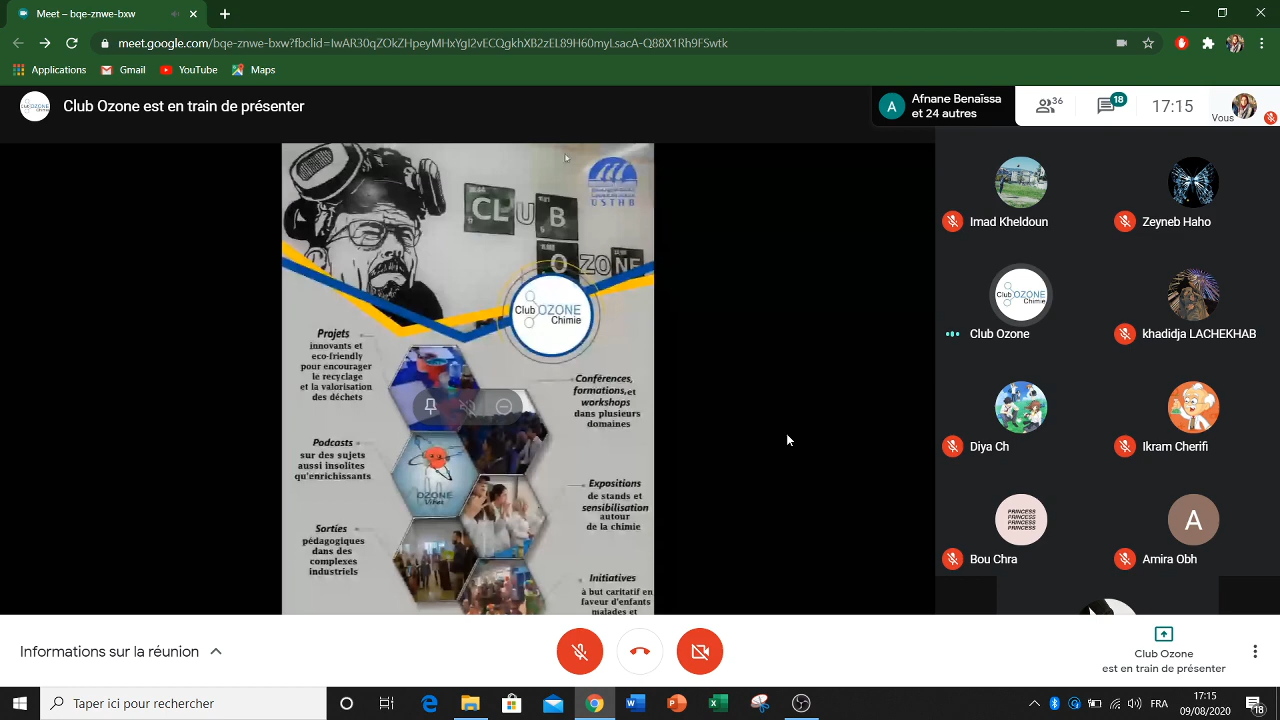 Meet – bqe-znwe-bxw
meet.google.com/bqe-znwe-bxw?fbclid=IwAR30qZOkZHpeyMHxYgI2vECQgkhXB2zEL89H60myLsacA-Q88X1Rh9FSwtk
Applications Gmail YouTube Maps
Club Ozone est en train de présenter
A Afnane Benaïssa
et 24 autres
36 18 17:15 Vous
CLUB
OZONE
USTHB
Club OZONE
Chimie
Projets
innovants et
eco-friendly
pour encourager
le recyclage
et la valorisation
des déchets
Conférences,
formations, et
workshops
dans plusieurs
domaines
Podcasts
sur des sujets
aussi insolites
qu'enrichissants
OZONE
Expositions
de stands et
sensibilisation
autour
de la chimie
Sorties
pédagogiques
dans des
complexes
industriels
Initiatives
à but caritatif en
faveur d'enfants
malades et
Imad Kheldoun
Zeyneb Haho
Club OZONE
Chimie
Club Ozone
khadidja LACHEKHAB
Diya Ch
Ikram Cherifi
PRINCESS
PRINCESS
PRINCESS
PRINCESS
Bou Chra
A
Amira Obh
Informations sur la réunion
Club Ozone
est en train de présenter
Taper ici pour rechercher
FRA
17:15
09/08/2020
18